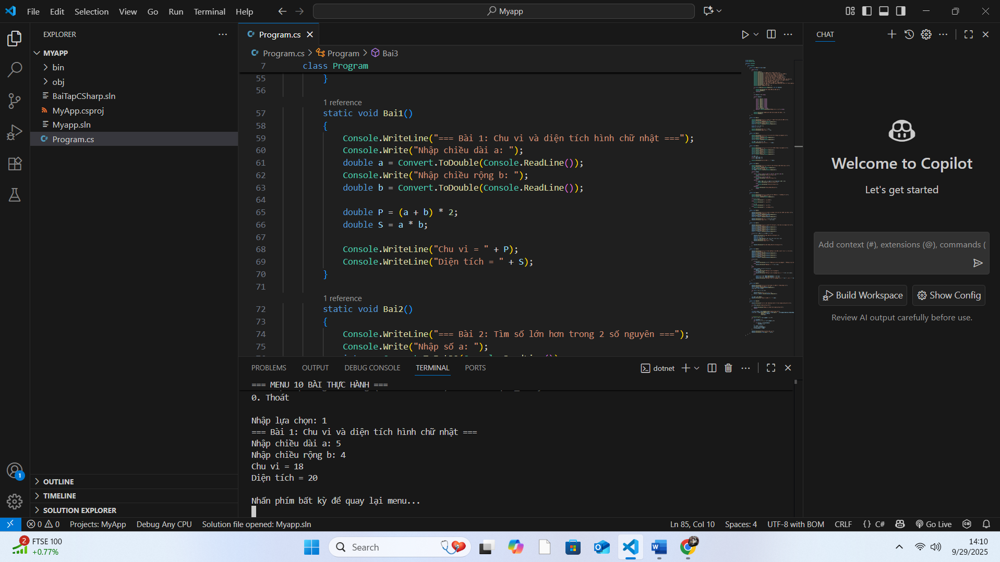 File Edit Selection View Go Run Terminal Help
Myapp
EXPLORER
MYAPP
bin
obj
BaiTapCSharp.sln
MyApp.csproj
Myapp.sln
Program.cs
OUTLINE
TIMELINE
SOLUTION EXPLORER
Program.cs
Program.cs > Program > Bai3
7 class Program
55 }
56
1 reference
57 static void Bai1()
58 {
59 Console.WriteLine("=== Bài 1: Chu vi và diện tích hình chữ nhật ===");
60 Console.Write("Nhập chiều dài a: ");
61 double a = Convert.ToDouble(Console.ReadLine());
62 Console.Write("Nhập chiều rộng b: ");
63 double b = Convert.ToDouble(Console.ReadLine());
64
65 double P = (a + b) * 2;
66 double S = a * b;
67
68 Console.WriteLine("Chu vi = " + P);
69 Console.WriteLine("Diện tích = " + S);
70 }
71
1 reference
72 static void Bai2()
73 {
74 Console.WriteLine("=== Bài 2: Tìm số lớn hơn trong 2 số nguyên ===");
75 Console.Write("Nhập số a: ");
PROBLEMS OUTPUT DEBUG CONSOLE TERMINAL PORTS
dotnet
=== MENU 10 BÀI THỰC HÀNH ===
0. Thoát
Nhập lựa chọn: 1
=== Bài 1: Chu vi và diện tích hình chữ nhật ===
Nhập chiều dài a: 5
Nhập chiều rộng b: 4
Chu vi = 18
Diện tích = 20
Nhấn phím bất kỳ để quay lại menu...
CHAT
Welcome to Copilot
Let's get started
Add context (#), extensions (@), commands (
Build Workspace Show Config
Review AI output carefully before use.
1
0 0 Projects: MyApp Debug Any CPU Solution file opened: Myapp.sln
Ln 85, Col 10 Spaces: 4 UTF-8 with BOM CRLF {} C# Go Live
2
FTSE 100
+0.77%
Search
14:10
9/29/2025